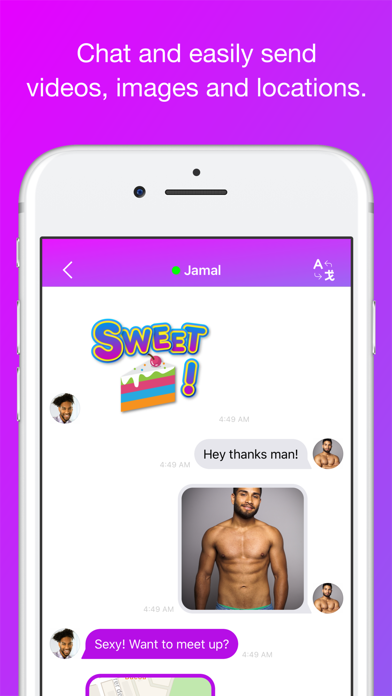 Chat and easily send
videos, images and locations.
Jamal
SWEET!
4:49 AM
Hey thanks man!
4:49 AM
4:49 AM
Sexy! Want to meet up?
4:49 AM